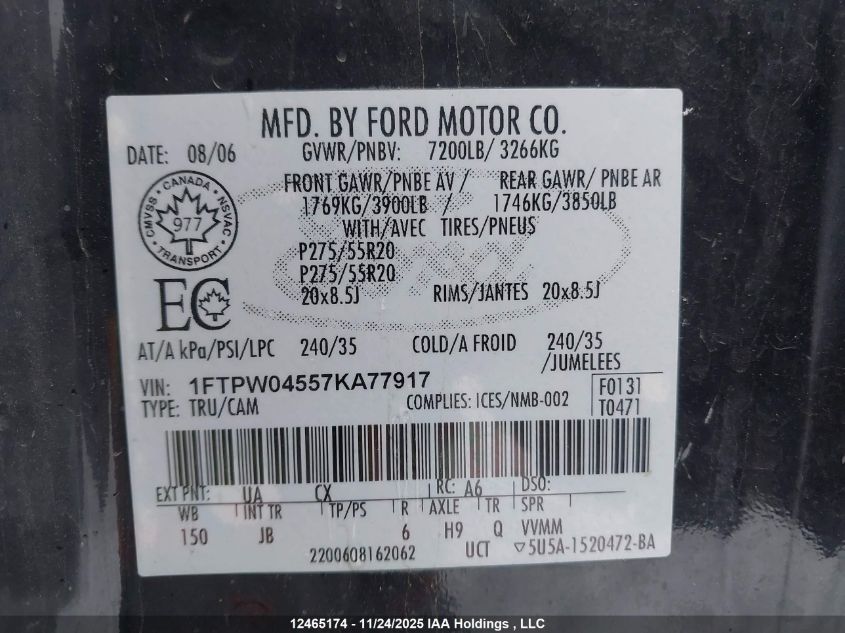 MFD. BY FORD MOTOR CO.
DATE: 08/06 GVWR/PNBV: 7200LB/ 3266KG
FRONT GAWR/PNBE AV / REAR GAWR/ PNBE AR
1769KG/3900LB / 1746KG/3850LB
WITH/AVEC TIRES/PNEUS
P275/55R20
P275/55R20
20x8.5J RIMS/JANTES 20x8.5J
CANADA
CMVSS NSVAC
977
TRANSPORT
EC
AT/A kPa/PSI/LPC 240/35 COLD/A FROID 240/35
/JUMELEES
VIN: 1FTPW04557KA77917
TYPE: TRU/CAM COMPLIES: ICES/NMB-002
F0131
T0471
EXT PNT: UA CX RC: A6 DSO:
WB INT TR TP/PS R AXLE TR SPR
150 JB 6 H9 Q VVMM
2200608162062 UCT ▽5U5A-1520472-BA
12465174 - 11/24/2025 IAA Holdings , LLC